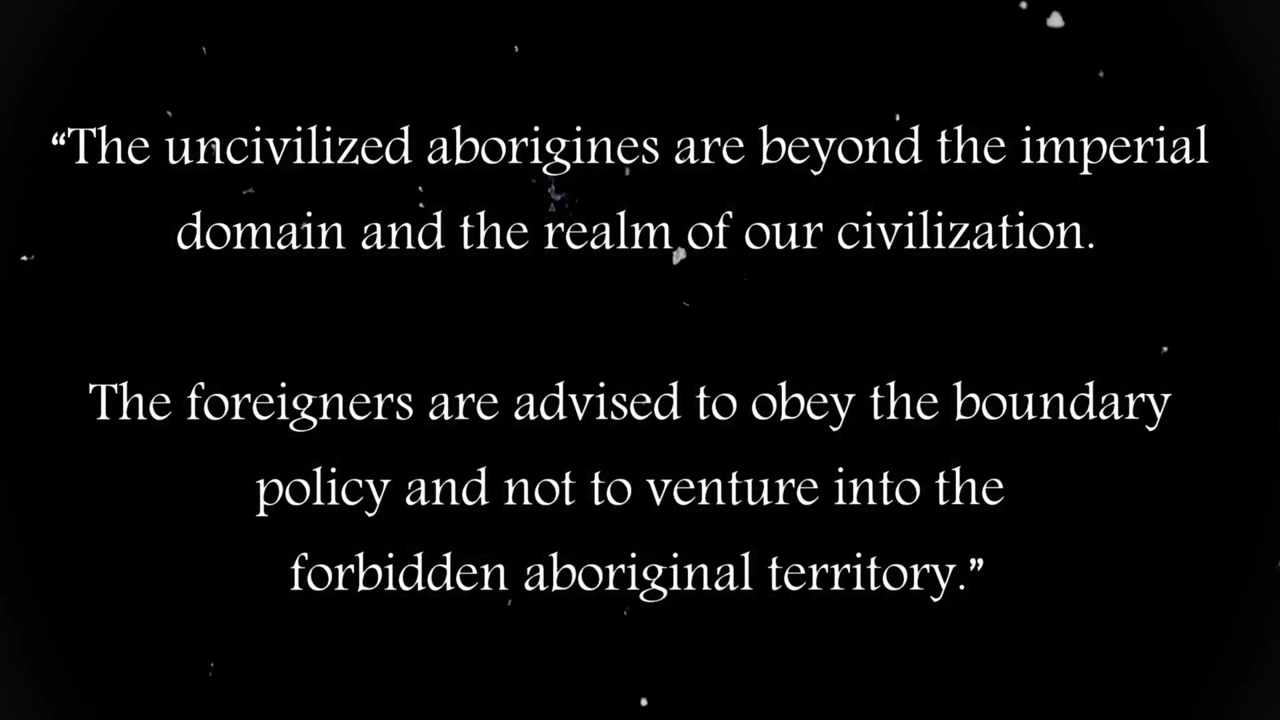 “The uncivilized aborigines are beyond the imperial
domain and the realm of our civilization.
The foreigners are advised to obey the boundary
policy and not to venture into the
forbidden aboriginal territory.”